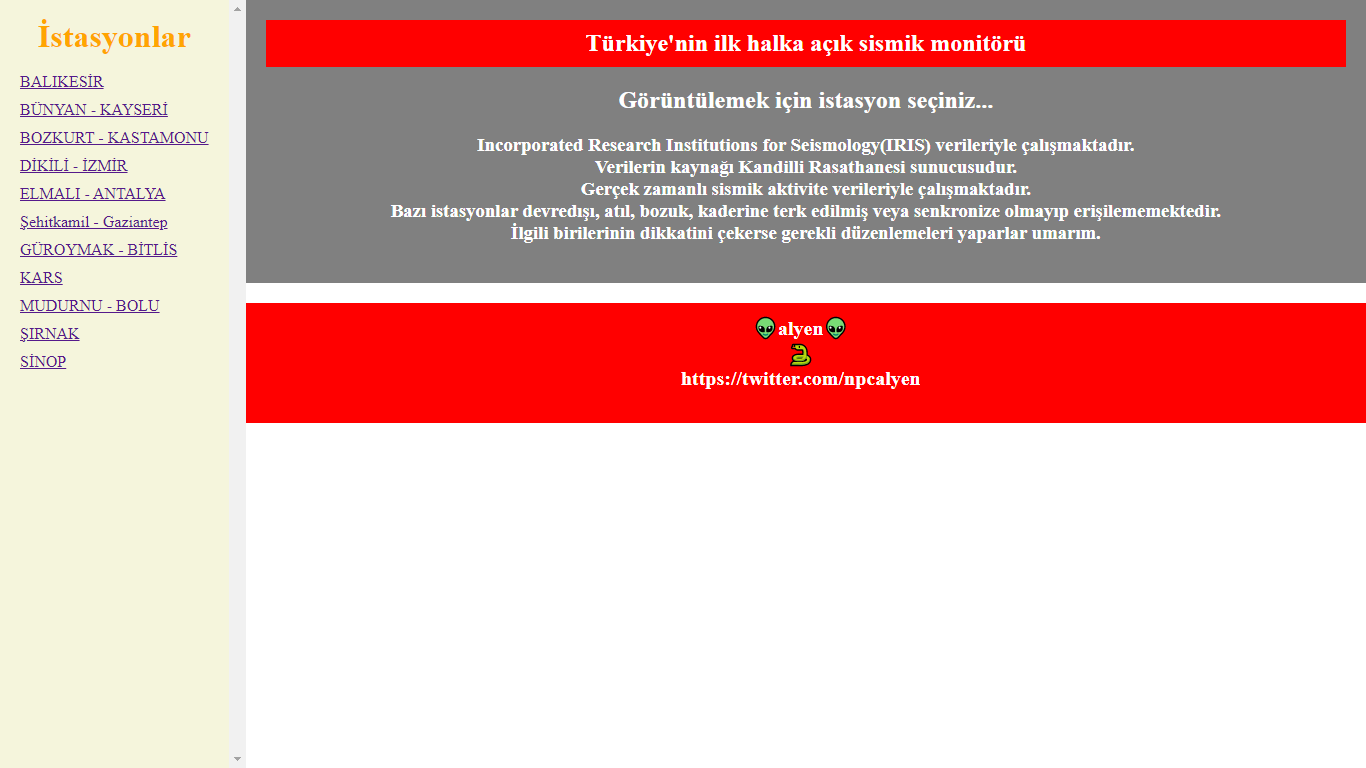 İstasyonlar
BALIKESİR
BÜNYAN - KAYSERİ
BOZKURT - KASTAMONU
DİKİLİ - İZMİR
ELMALI - ANTALYA
Şehitkamil - Gaziantep
GÜROYMAK - BİTLİS
KARS
MUDURNU - BOLU
ŞIRNAK
SİNOP
Türkiye'nin ilk halka açık sismik monitörü
Görüntülemek için istasyon seçiniz...
Incorporated Research Institutions for Seismology(IRIS) verileriyle çalışmaktadır.
Verilerin kaynağı Kandilli Rasathanesi sunucusudur.
Gerçek zamanlı sismik aktivite verileriyle çalışmaktadır.
Bazı istasyonlar devredışı, atıl, bozuk, kaderine terk edilmiş veya senkronize olmayıp erişilememektedir.
İlgili birilerinin dikkatini çekerse gerekli düzenlemeleri yaparlar umarım.
👽alyen👽
🐍
https://twitter.com/npcalyen